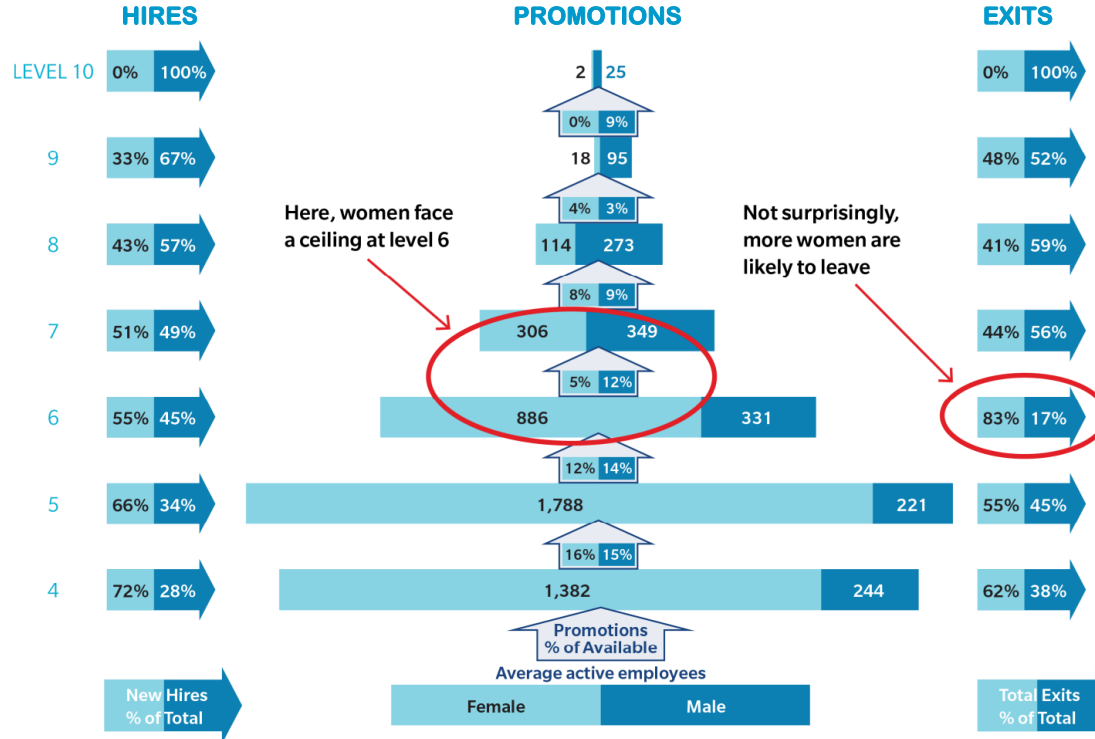 HIRES PROMOTIONS EXITS
LEVEL 10 0% 100% 2 25 0% 100%
0% 9%
9 33% 67% 18 95 48% 52%
4% 3%
Here, women face
a ceiling at level 6
Not surprisingly,
more women are
likely to leave
8 43% 57% 114 273 41% 59%
8% 9%
7 51% 49% 306 349 44% 56%
5% 12%
6 55% 45% 886 331 83% 17%
12% 14%
5 66% 34% 1,788 221 55% 45%
16% 15%
4 72% 28% 1,382 244 62% 38%
Promotions
% of Available
Average active employees
New Hires
% of Total
Female Male
Total Exits
% of Total